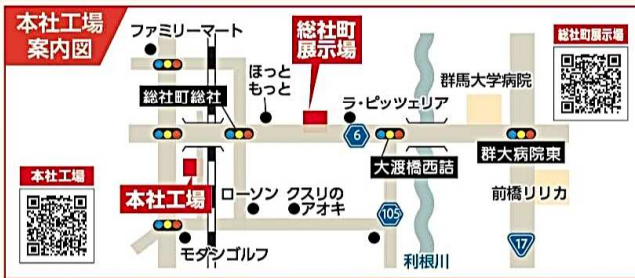 本社工場
案内図
ファミリーマート
総社町
展示場
総社町展示場
ほっと
もっと
ラ・ピッツェリア
群馬大学病院
総社町総社
6
大渡橋西詰
群大病院東
本社工場
本社工場
ローソン
クスリの
アオキ
105
前橋リリカ
モダンゴルフ
利根川
17